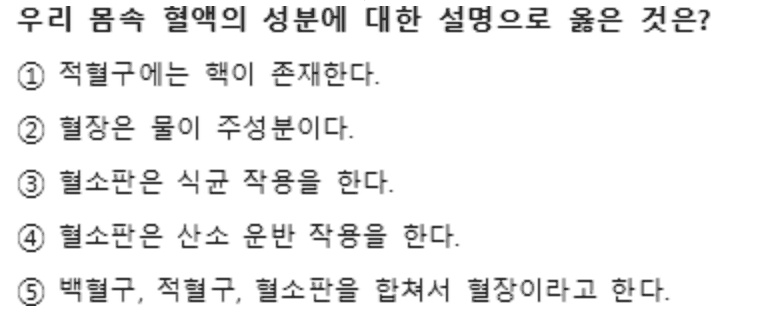 우리 몸속 혈액의 성분에 대한 설명으로 옳은 것은?
① 적혈구에는 핵이 존재한다.
② 혈장은 물이 주성분이다.
③ 혈소판은 식균 작용을 한다.
④ 혈소판은 산소 운반 작용을 한다.
⑤ 백혈구, 적혈구, 혈소판을 합쳐서 혈장이라고 한다.